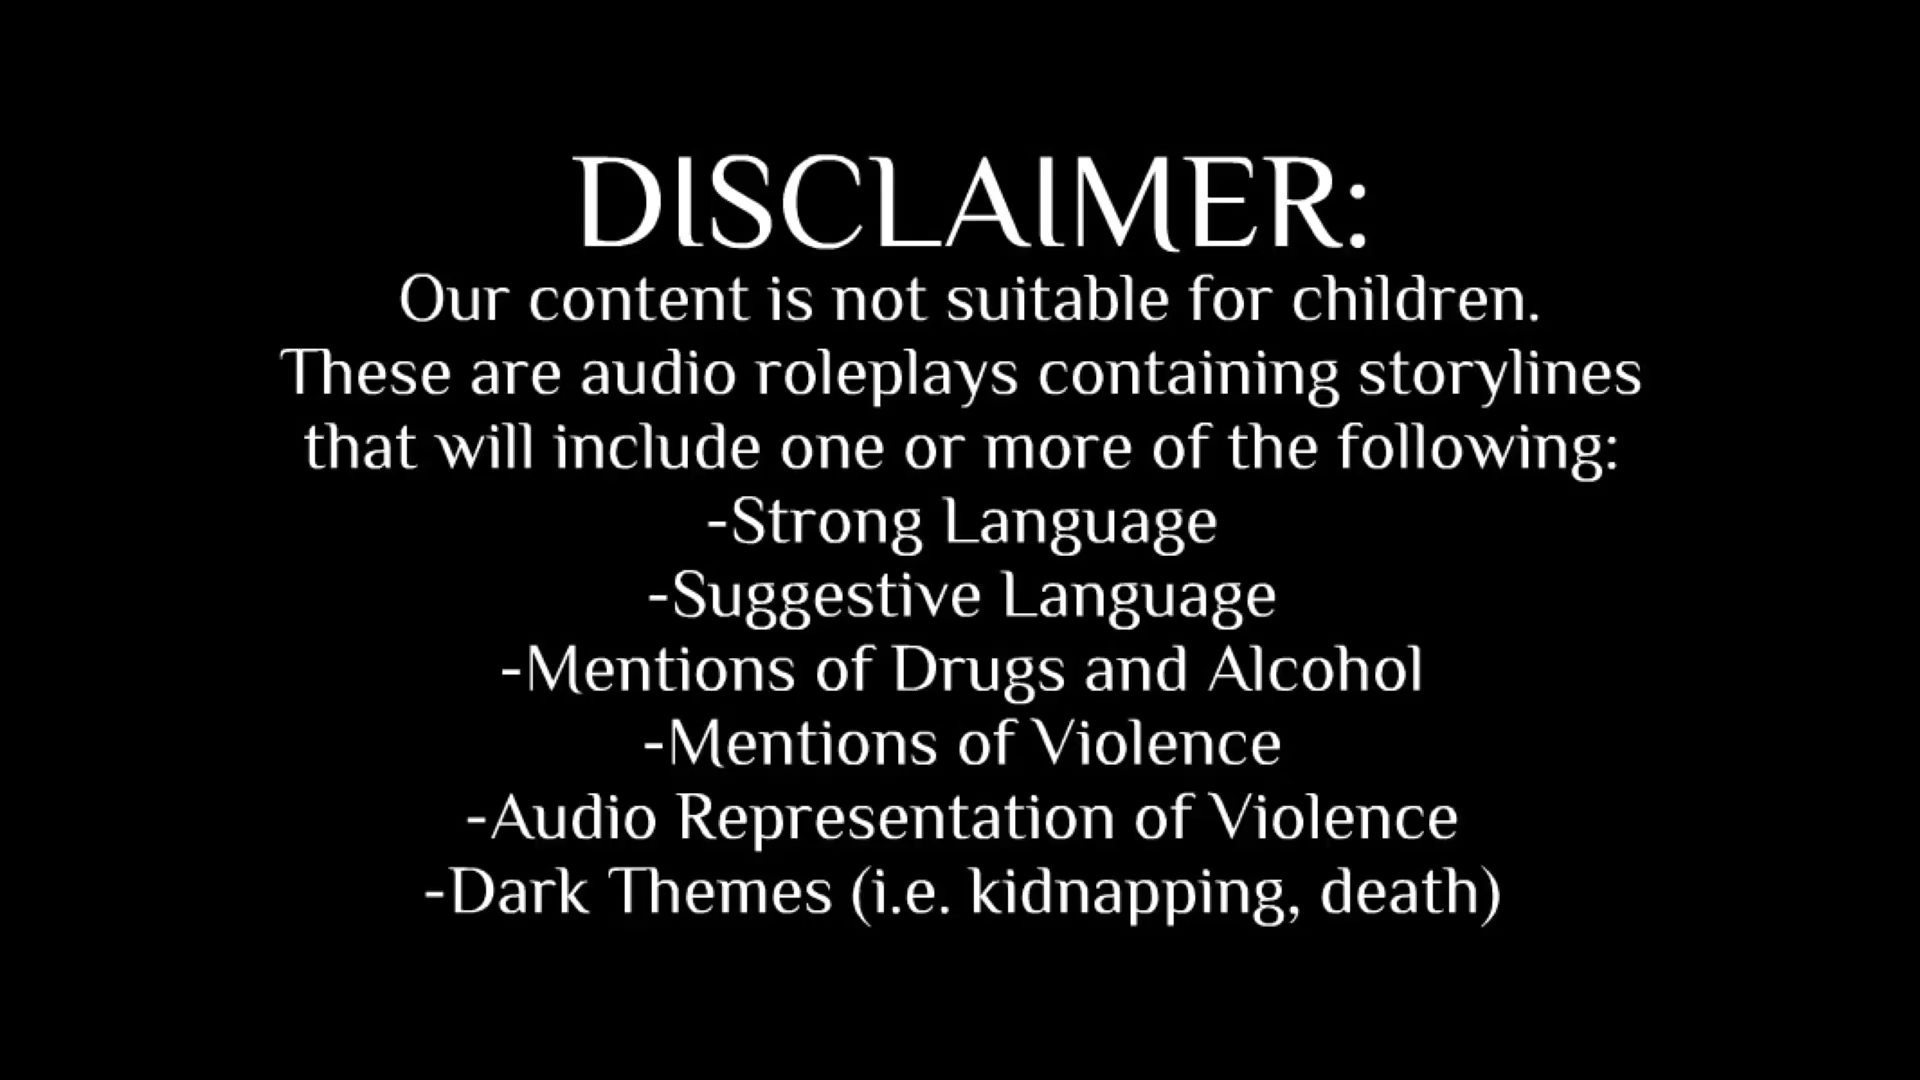 DISCLAIMER:
Our content is not suitable for children.
These are audio roleplays containing storylines
that will include one or more of the following:
-Strong Language
-Suggestive Language
-Mentions of Drugs and Alcohol
-Mentions of Violence
-Audio Representation of Violence
-Dark Themes (i.e. kidnapping, death)